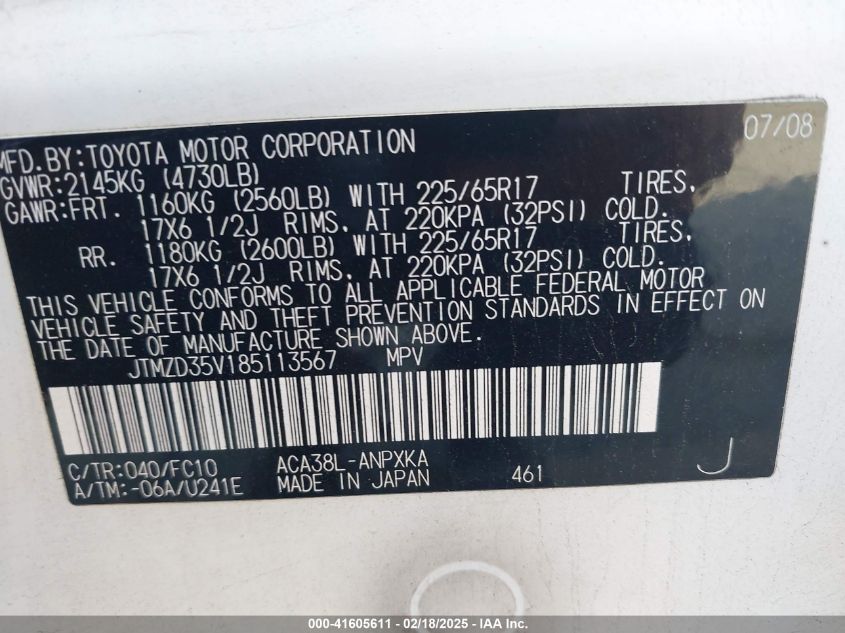 07/08
MFD.BY:TOYOTA MOTOR CORPORATION
GVWR:2145KG (4730LB)
GAWR:FRT. 1160KG (2560LB) WITH 225/65R17 TIRES,
17X6 1/2J RIMS, AT 220KPA (32PSI) COLD.
RR. 1180KG (2600LB) WITH 225/65R17 TIRES,
17X6 1/2J RIMS, AT 220KPA (32PSI) COLD.
THIS VEHICLE CONFORMS TO ALL APPLICABLE FEDERAL MOTOR
VEHICLE SAFETY AND THEFT PREVENTION STANDARDS IN EFFECT ON
THE DATE OF MANUFACTURE SHOWN ABOVE.
JTMZD35V185113567 MPV
C/TR:040/FC10 ACA38L-ANPXKA
A/TM:-06A/U241E MADE IN JAPAN 461 J
000-41605611 - 02/18/2025 - IAA Inc.